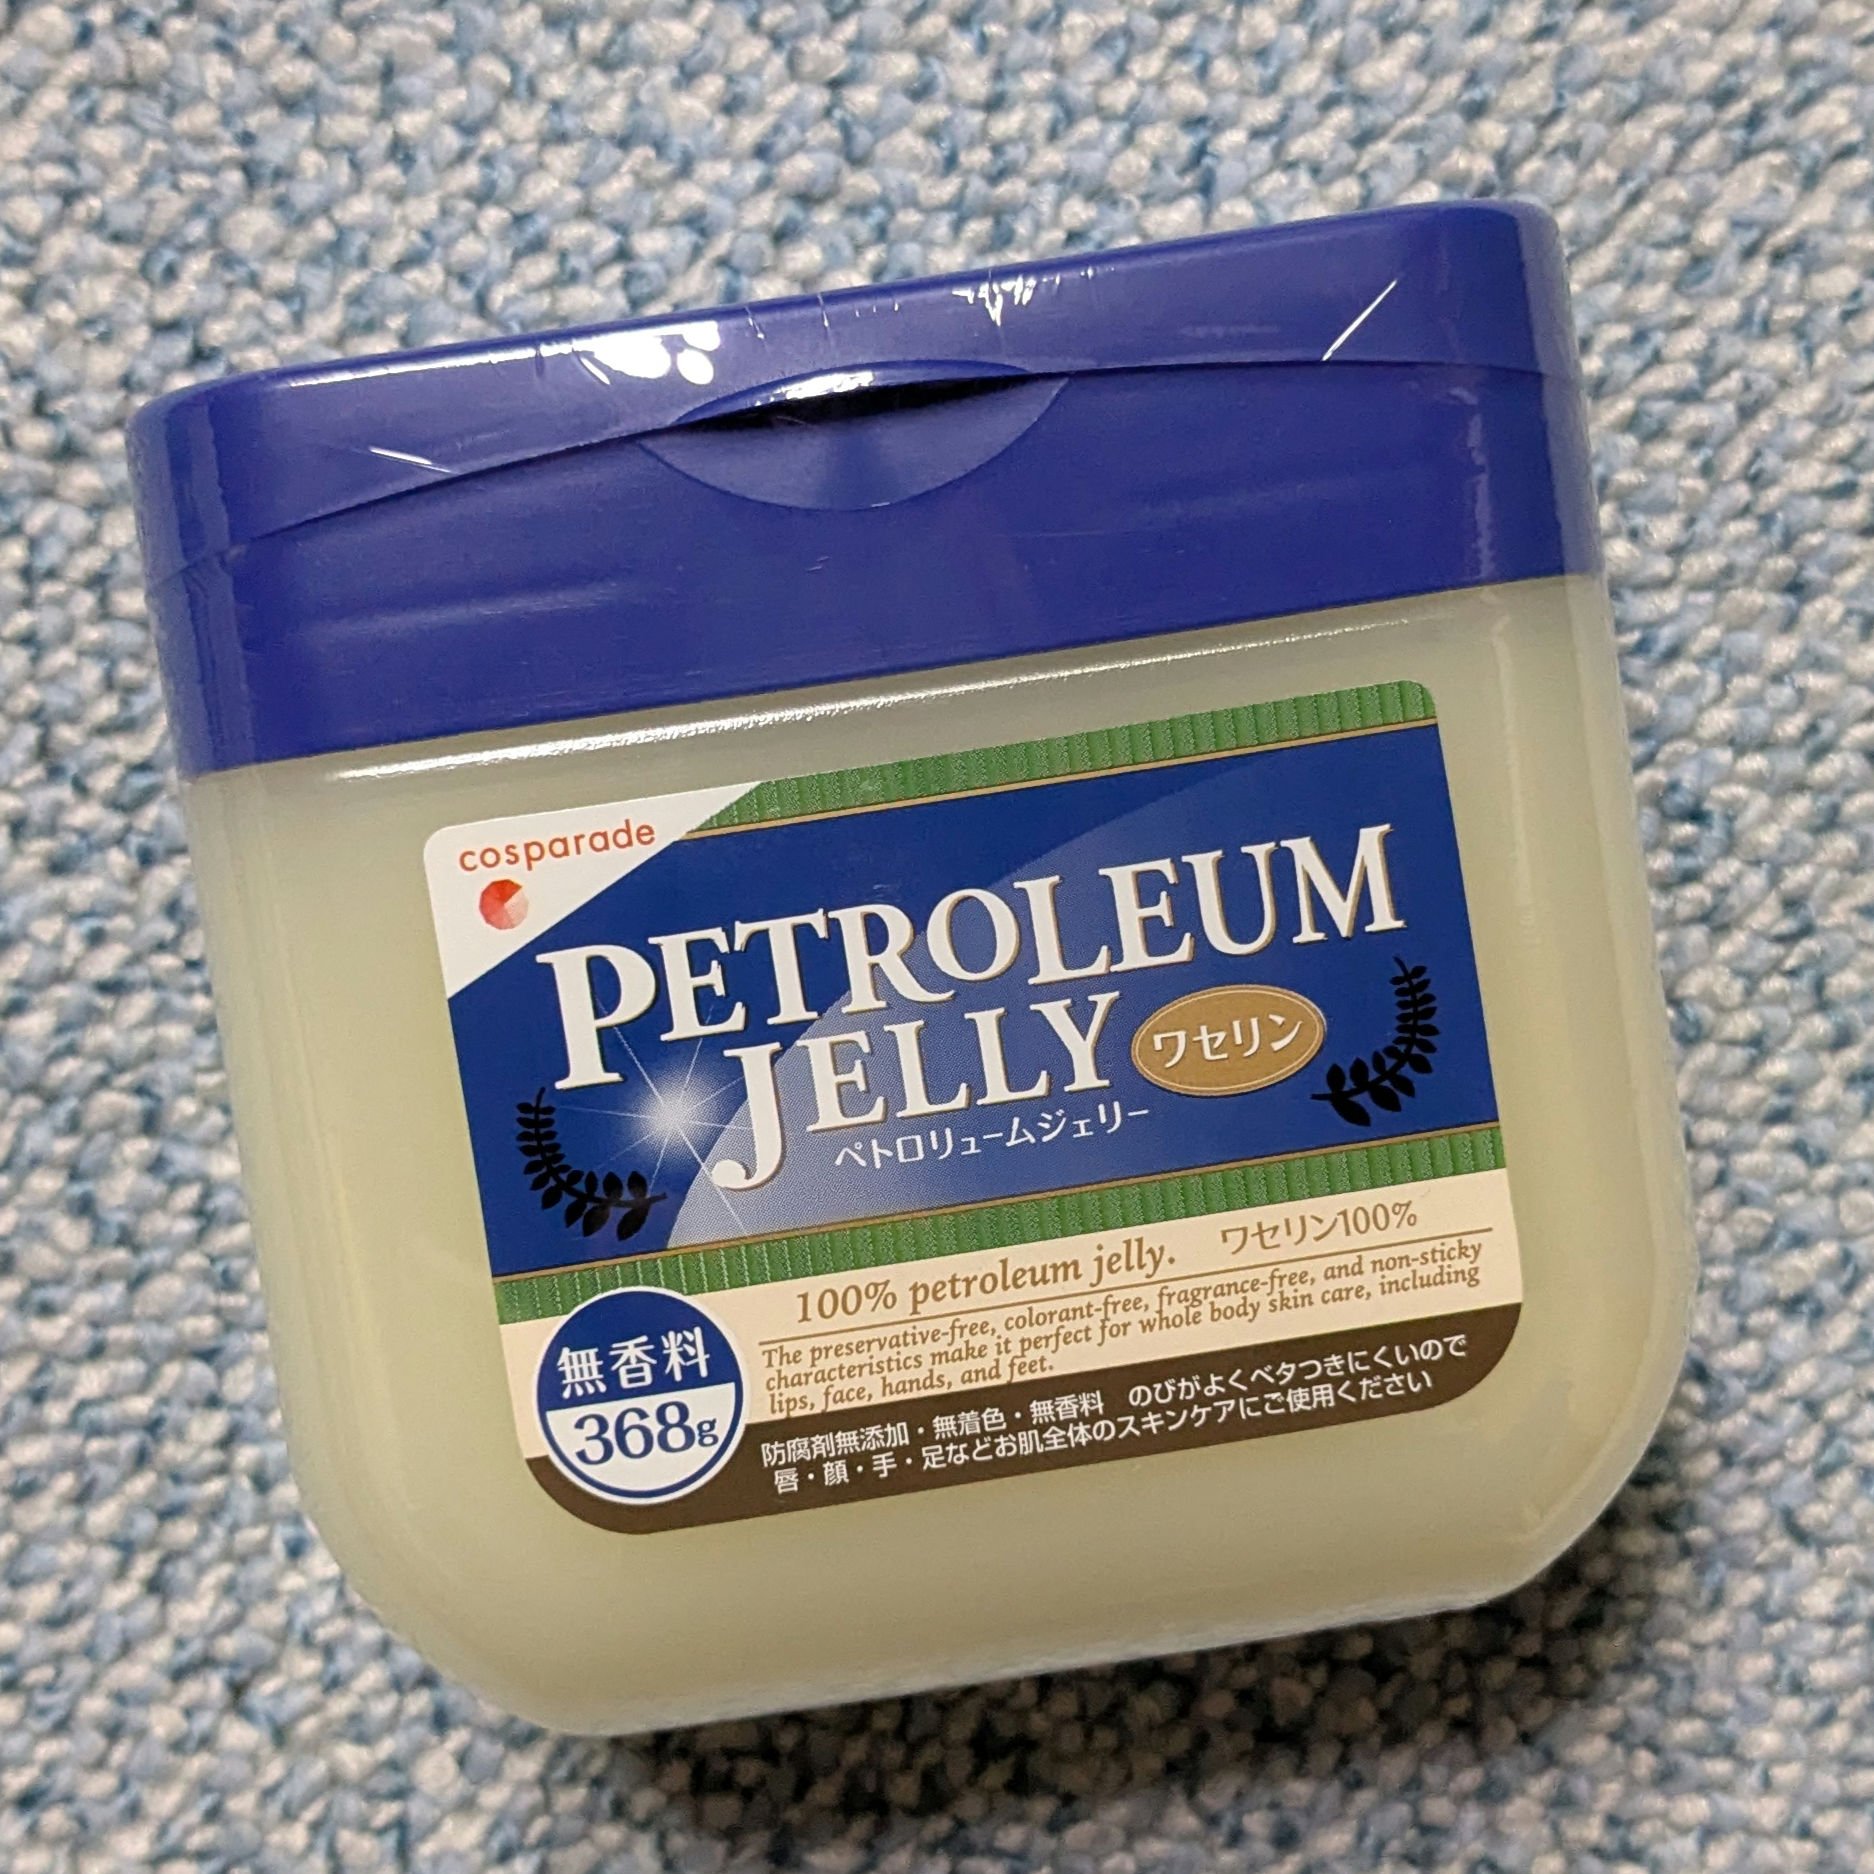 cosparade
PETROLEUM
JELLY
ワセリン
ペトロリュームジェリー
100% petroleum jelly. ワセリン100%
The preservative-free, colorant-free, fragrance-free, and non-sticky
characteristics make it perfect for whole body skin care, including
lips, face, hands, and feet.
無香料
368g
防腐剤無添加・無着色・無香料 のびがよくベタつきにくいので
唇・顔・手・足などお肌全体のスキンケアにご使用ください